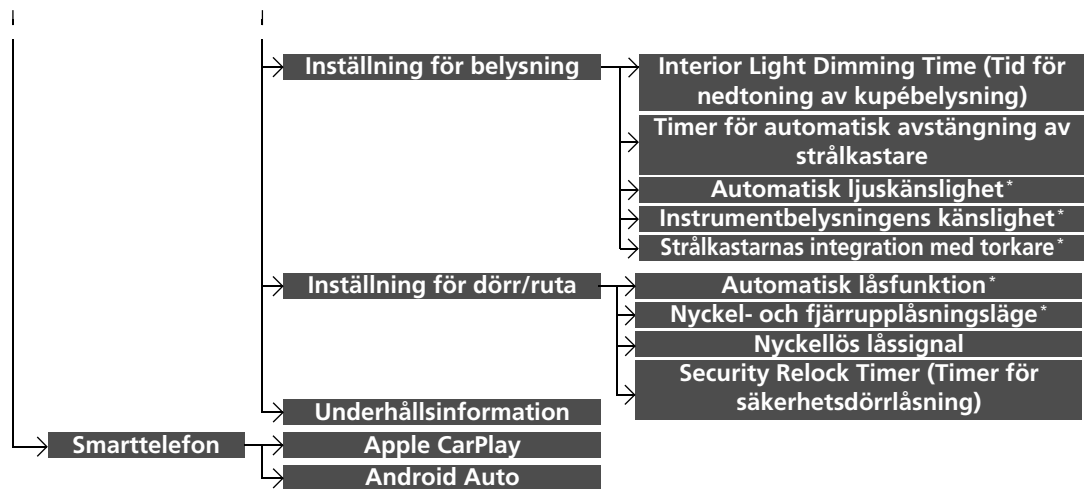 Inställning för belysning
Interior Light Dimming Time (Tid för
nedtoning av kupébelysning)
Timer för automatisk avstängning av
strålkastare
Automatisk ljuskänslighet*
Instrumentbelysningens känslighet*
Strålkastarnas integration med torkare*
Inställning för dörr/ruta
Automatisk låsfunktion*
Nyckel- och fjärrupplåsningsläge*
Nyckellös låssignal
Security Relock Timer (Timer för
säkerhetsdörrlåsning)
Underhållsinformation
Smarttelefon
Apple CarPlay
Android Auto